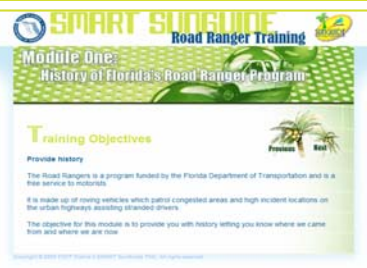 SMART SUNGUIDE
Road Ranger Training
Module One:
History of Florida's Road Ranger Program
Training Objectives
Previous Next
Provide history
The Road Rangers is a program funded by the Florida Department of Transportation and is a
free service to motorists.
It is made up of roving vehicles which patrol congested areas and high incident locations on
the urban highways assisting stranded drivers.
The objective for this module is to provide you with history letting you know where we came
from and where we are now